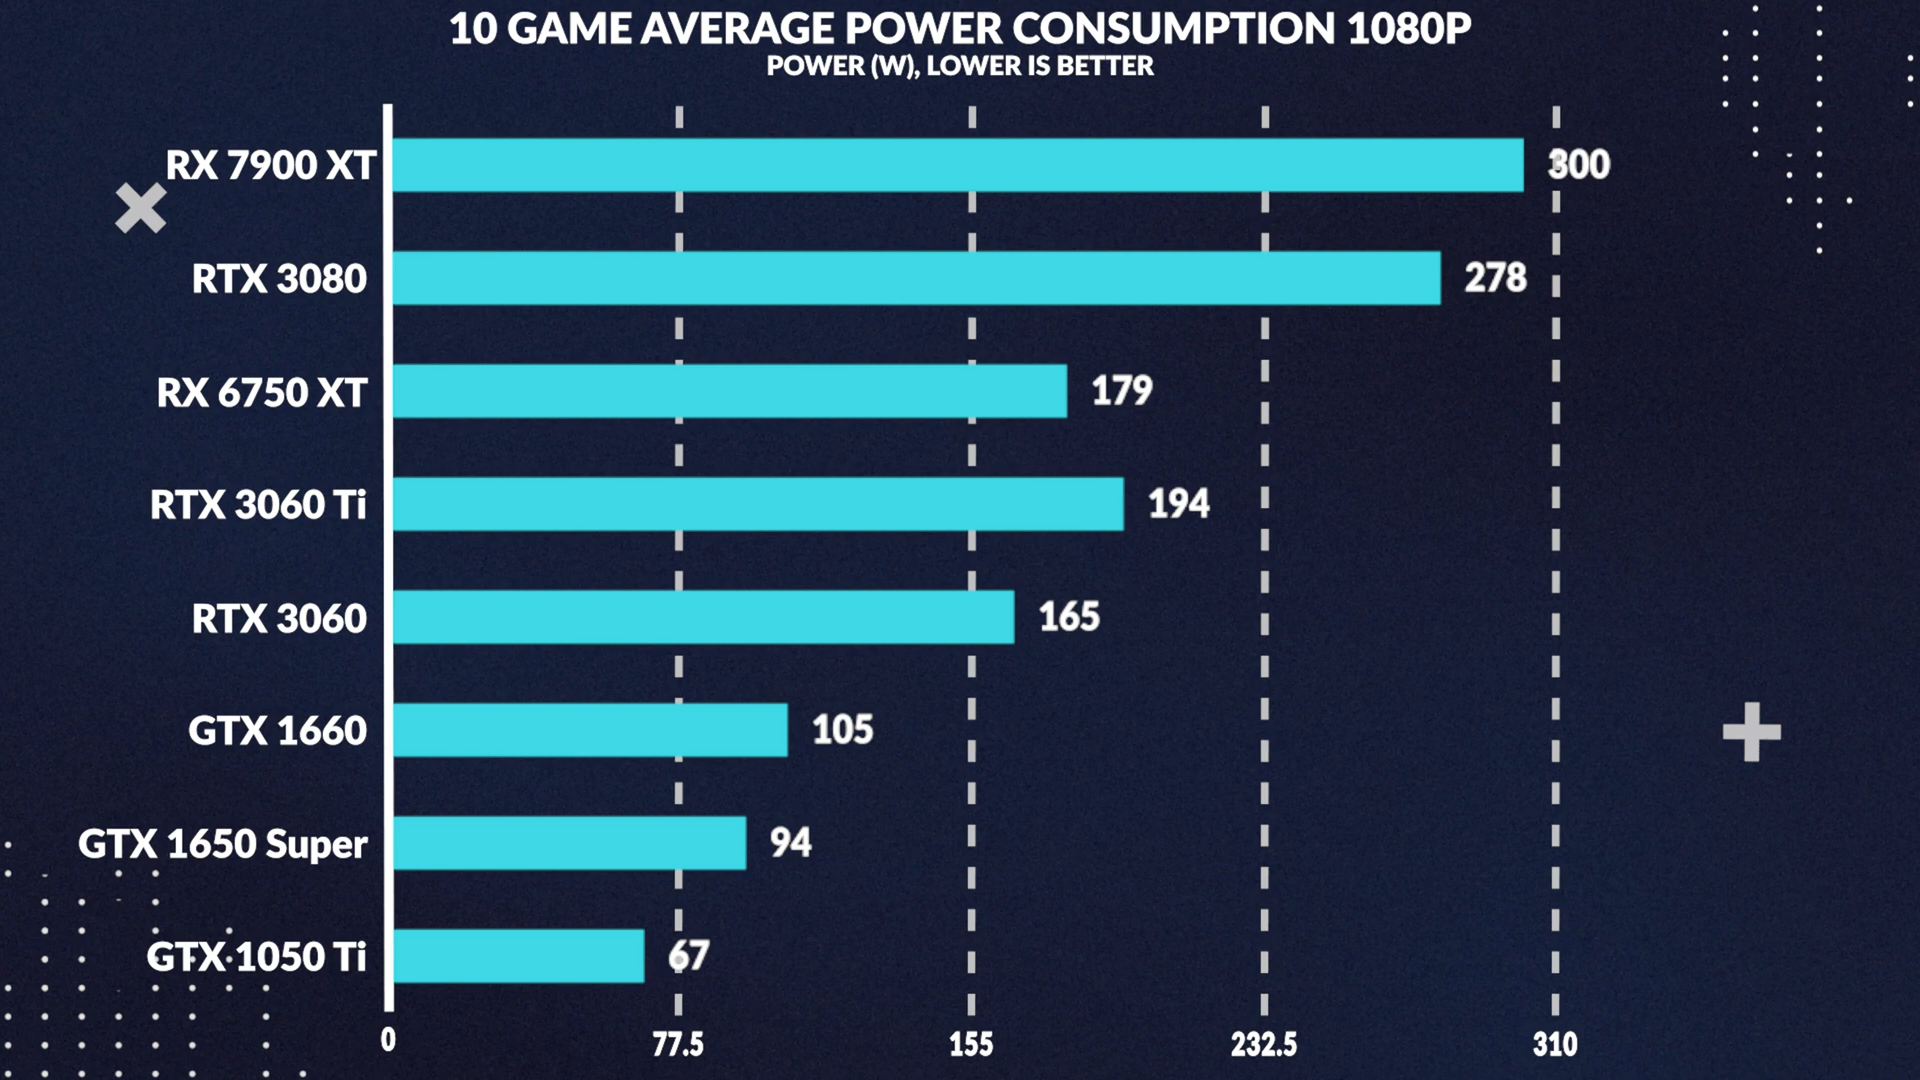 10 GAME AVERAGE POWER CONSUMPTION 1080P
POWER (W), LOWER IS BETTER
RX 7900 XT 300
RTX 3080 278
RX 6750 XT 179
RTX 3060 Ti 194
RTX 3060 165
GTX 1660 105
GTX 1650 Super 94
GTX 1050 Ti 67
0 77.5 155 232.5 310